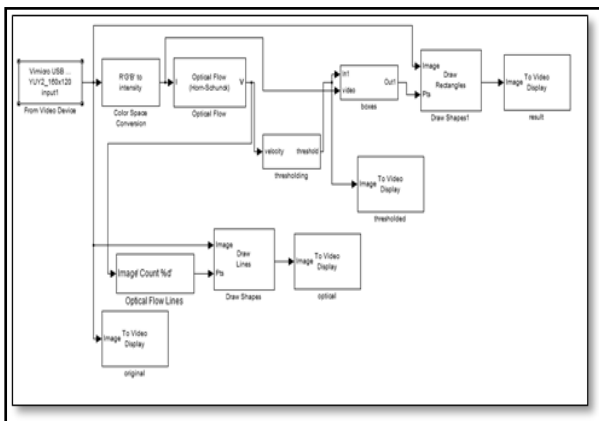 Vimicro USB ...
YUY2_160x120
input1
From Video Device
R'G'B' to
intensity
Color Space
Conversion
I
Optical Flow
(Horn-Schunck)
V
Optical Flow
velocity
threshold
thresholding
In1
video
Out1
boxes
Image
Pts
Draw
Rectangles
Draw Shapes1
Image
To Video
Display
result
Image
To Video
Display
thresholded
Image' Count %d'
Optical Flow Lines
Image
Pts
Draw
Lines
Draw Shapes
Image
To Video
Display
optical
Image
To Video
Display
original